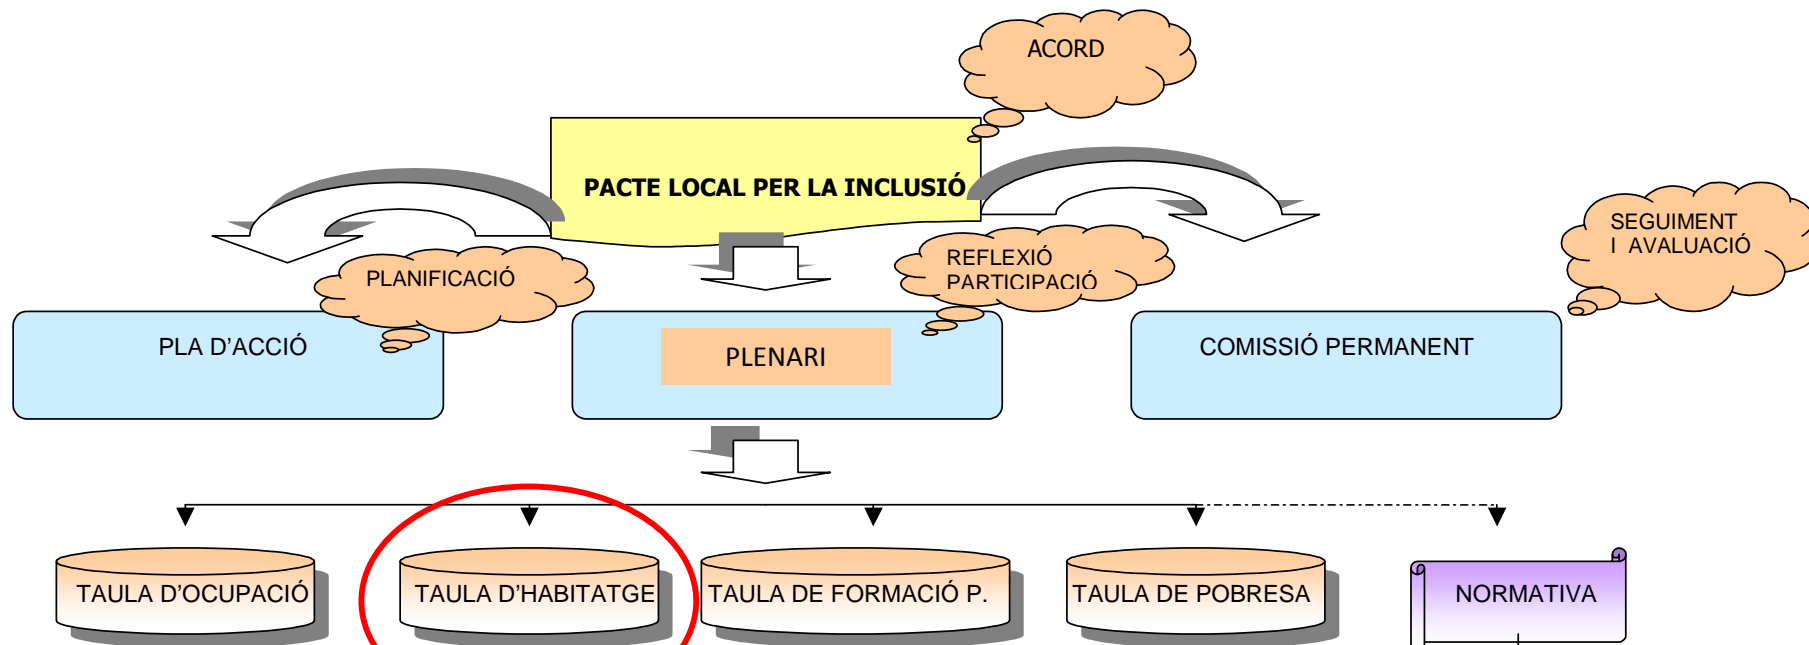 ACORD
PACTE LOCAL PER LA INCLUSIÓ
SEGUIMENT
I AVALUACIÓ
PLANIFICACIÓ
REFLEXIÓ
PARTICIPACIÓ
PLA D’ACCIÓ
PLENARI
COMISSIÓ PERMANENT
TAULA D’OCUPACIÓ
TAULA D’HABITATGE
TAULA DE FORMACIÓ P.
TAULA DE POBRESA
NORMATIVA